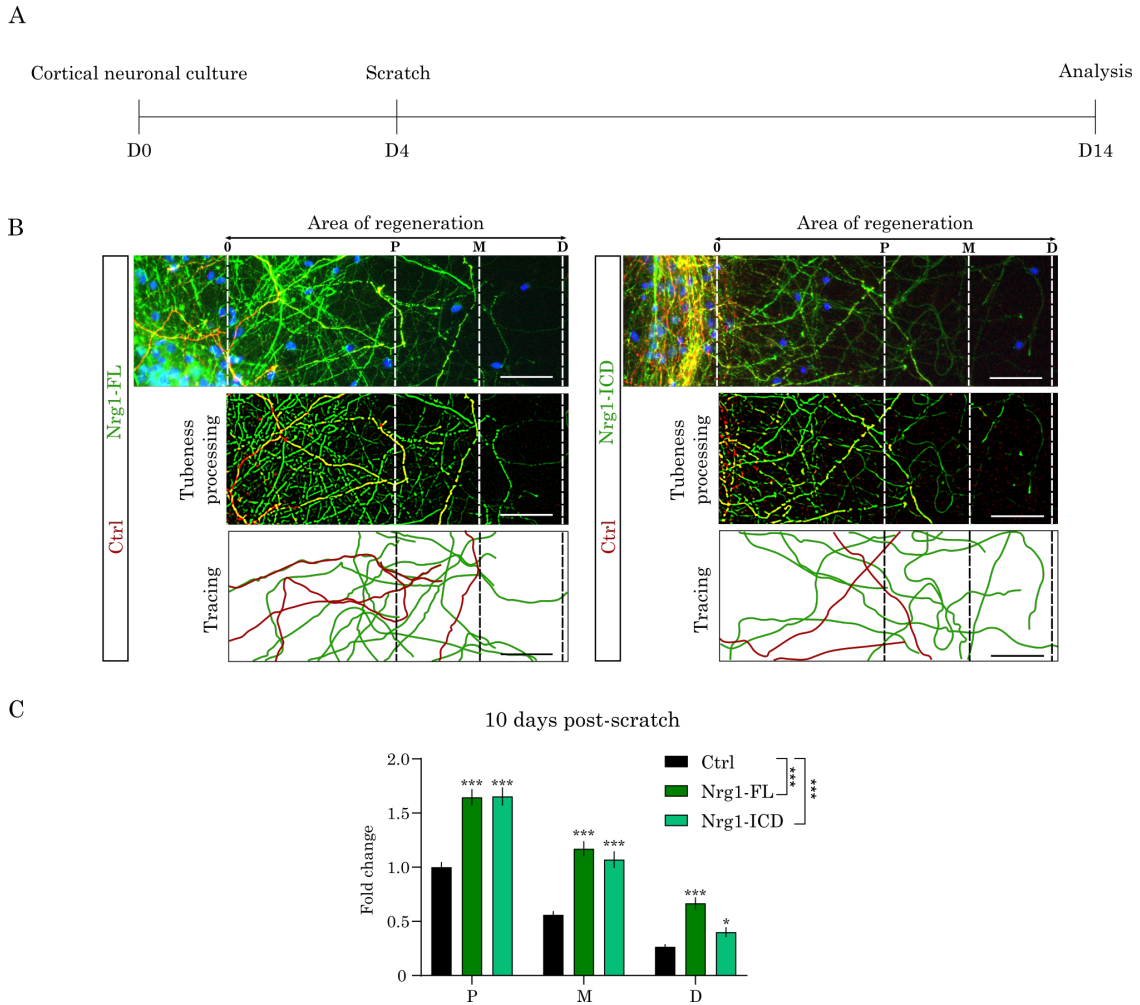 A
Cortical neuronal culture
Scratch
Analysis
D0
D4
D14
B
Area of regeneration
0
P
M
D
Area of regeneration
0
P
M
D
Nrg1-FL
Ctrl
Tubeness
processing
Tracing
Nrg1-ICD
Ctrl
Tubeness
processing
Tracing
C
10 days post-scratch
Fold change
2.0
1.5
1.0
0.5
0
Ctrl
Nrg1-FL
Nrg1-ICD
***
***
*** ***
*** ***
***
*
P
M
D